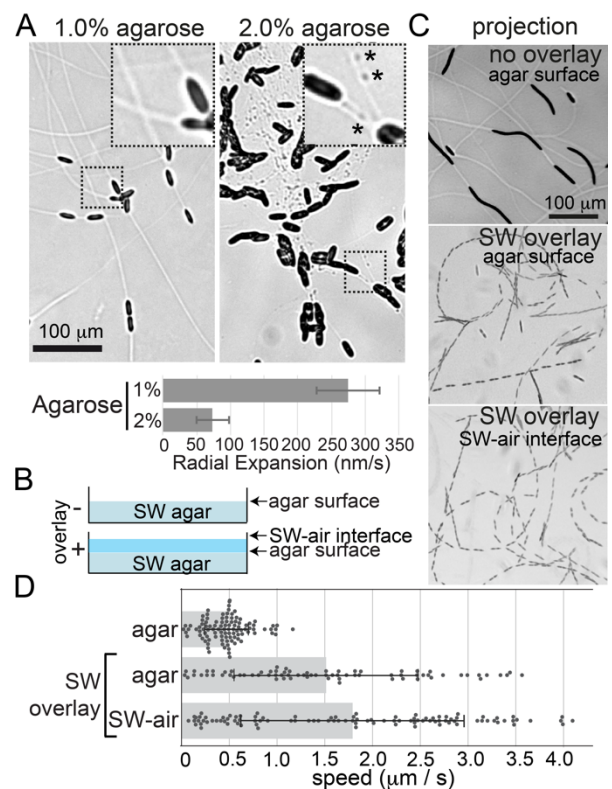 A
1.0% agarose
2.0% agarose
*
*
*
100 μm
Agarose
1%
2%
0 50 100 150 200 250 300 350
Radial Expansion (nm/s)
B
overlay
-
SW agar
agar surface
+
SW agar
SW-air interface
agar surface
C
projection
no overlay
agar surface
100 μm
SW overlay
agar surface
SW overlay
SW-air interface
D
agar
SW
overlay
agar
SW-air
0 0.5 1.0 1.5 2.0 2.5 3.0 3.5 4.0
speed (μm / s)